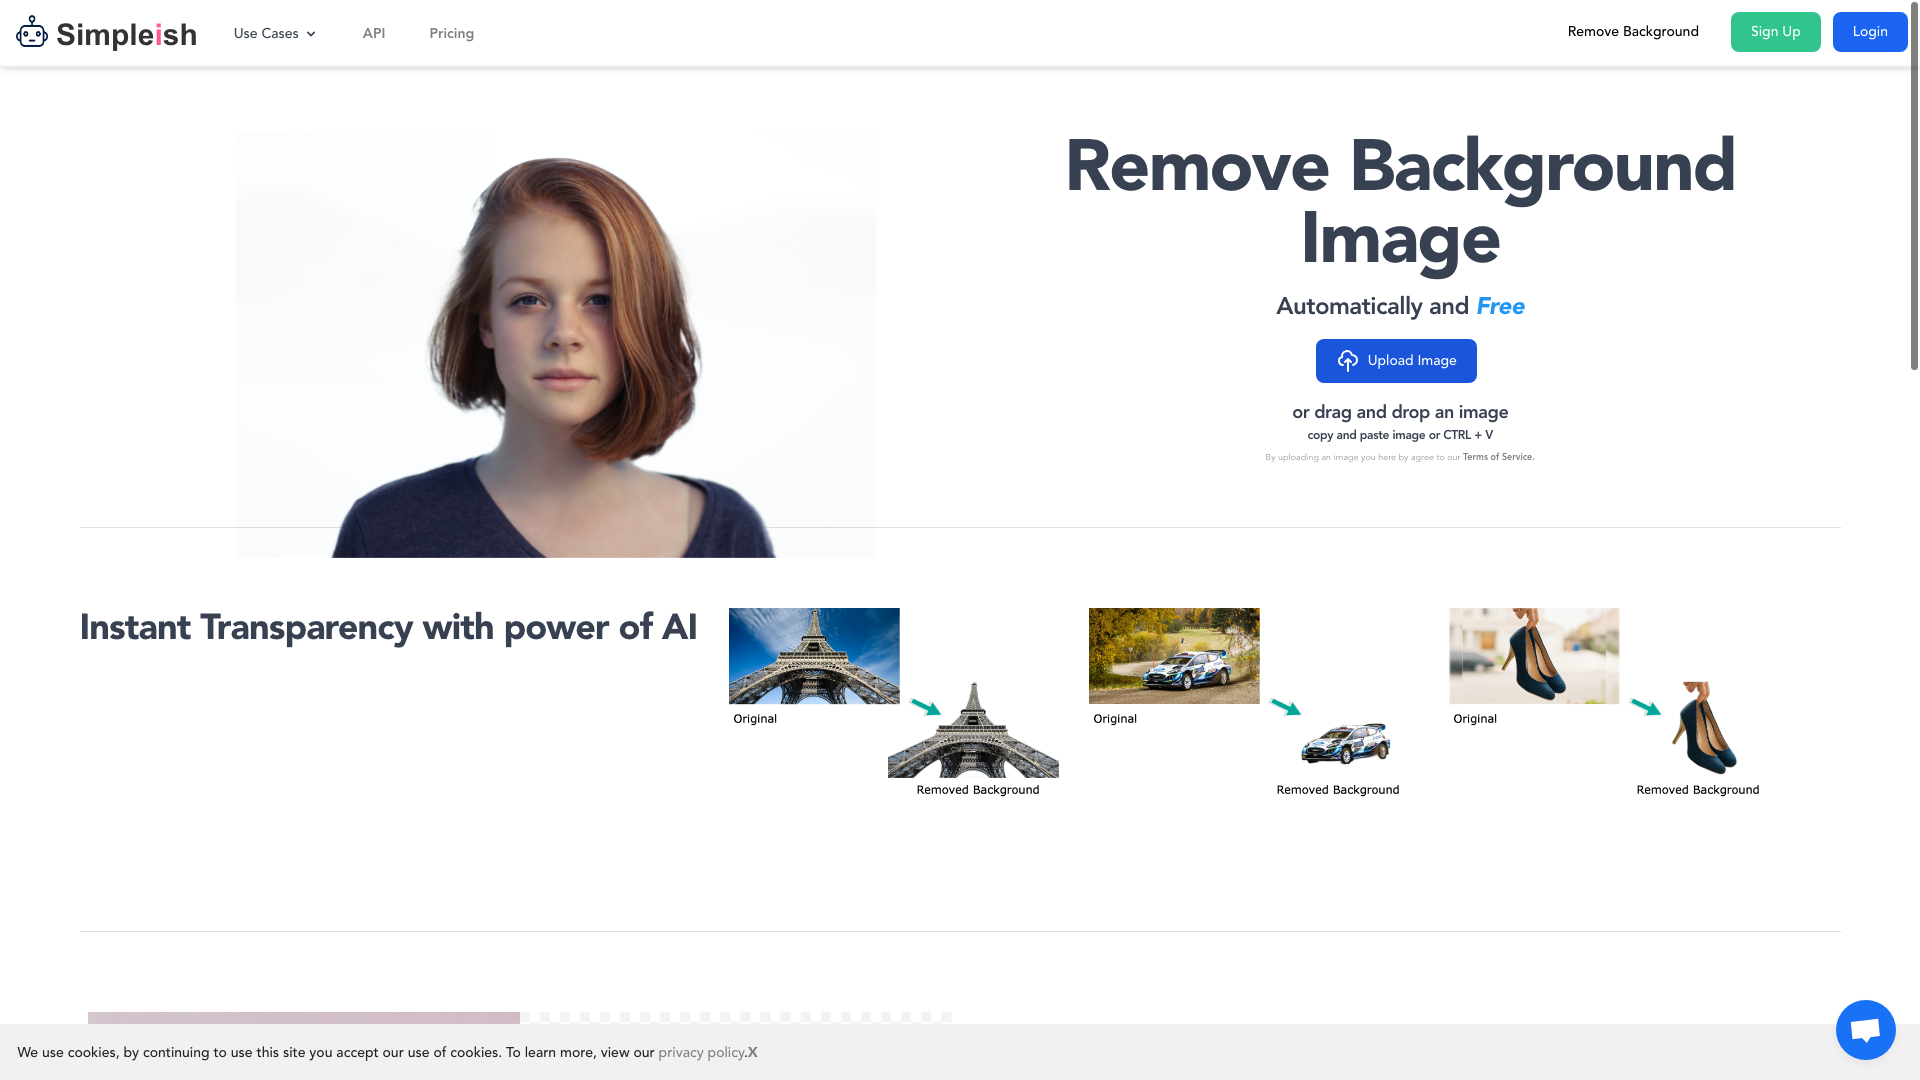 Simpleish
Use Cases
API
Pricing
Remove Background
Sign Up
Login
Remove Background
Image
Automatically and Free
Upload Image
or drag and drop an image
copy and paste image or CTRL + V
By uploading an image you here by agree to our Terms of Service.
Instant Transparency with power of AI
Original
Removed Background
Original
Removed Background
Original
Removed Background
We use cookies, by continuing to use this site you accept our use of cookies. To learn more, view our privacy policy.X